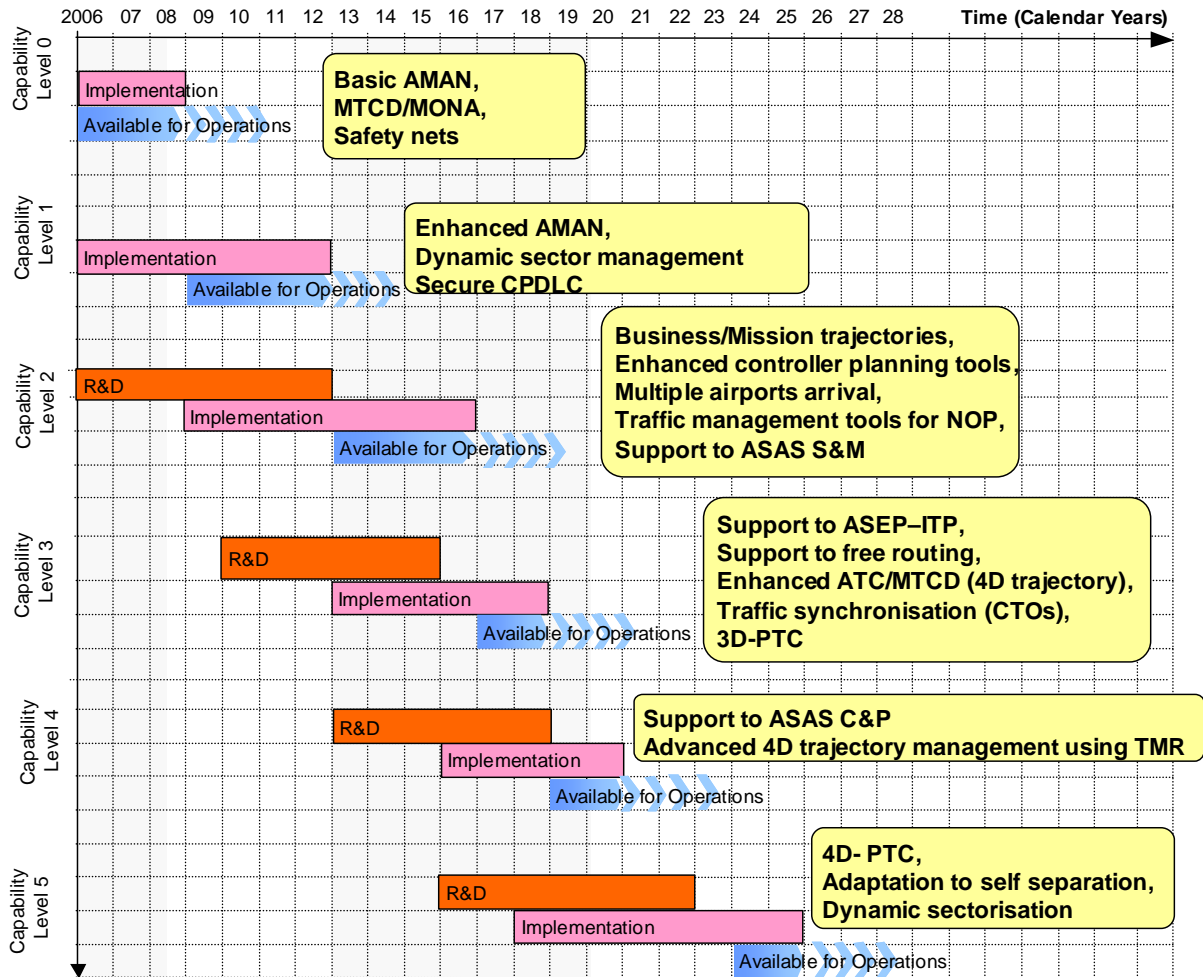 2006 07 08 09 10 11 12 13 14 15 16 17 18 19 20 21 22 23 24 25 26 27 28 Time (Calendar Years)
Capability
Level 0
Implementation
Available for Operations
Basic AMAN,
MTCD/MONA,
Safety nets
Capability
Level 1
Implementation
Available for Operations
Enhanced AMAN,
Dynamic sector management
Secure CPDLC
Capability
Level 2
R&D
Implementation
Available for Operations
Business/Mission trajectories,
Enhanced controller planning tools,
Multiple airports arrival,
Traffic management tools for NOP,
Support to ASAS S&M
Capability
Level 3
R&D
Implementation
Available for Operations
Support to ASEP–ITP,
Support to free routing,
Enhanced ATC/MTCD (4D trajectory),
Traffic synchronisation (CTOs),
3D-PTC
Capability
Level 4
R&D
Implementation
Available for Operations
Support to ASAS C&P
Advanced 4D trajectory management using TMR
Capability
Level 5
R&D
Implementation
Available for Operations
4D- PTC,
Adaptation to self separation,
Dynamic sectorisation